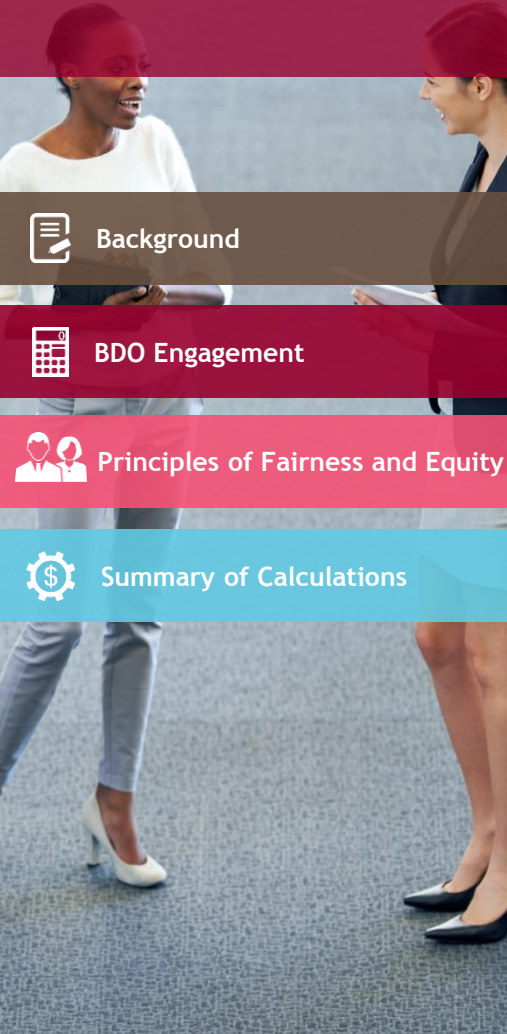 Background
BDO Engagement
Principles of Fairness and Equity
Summary of Calculations